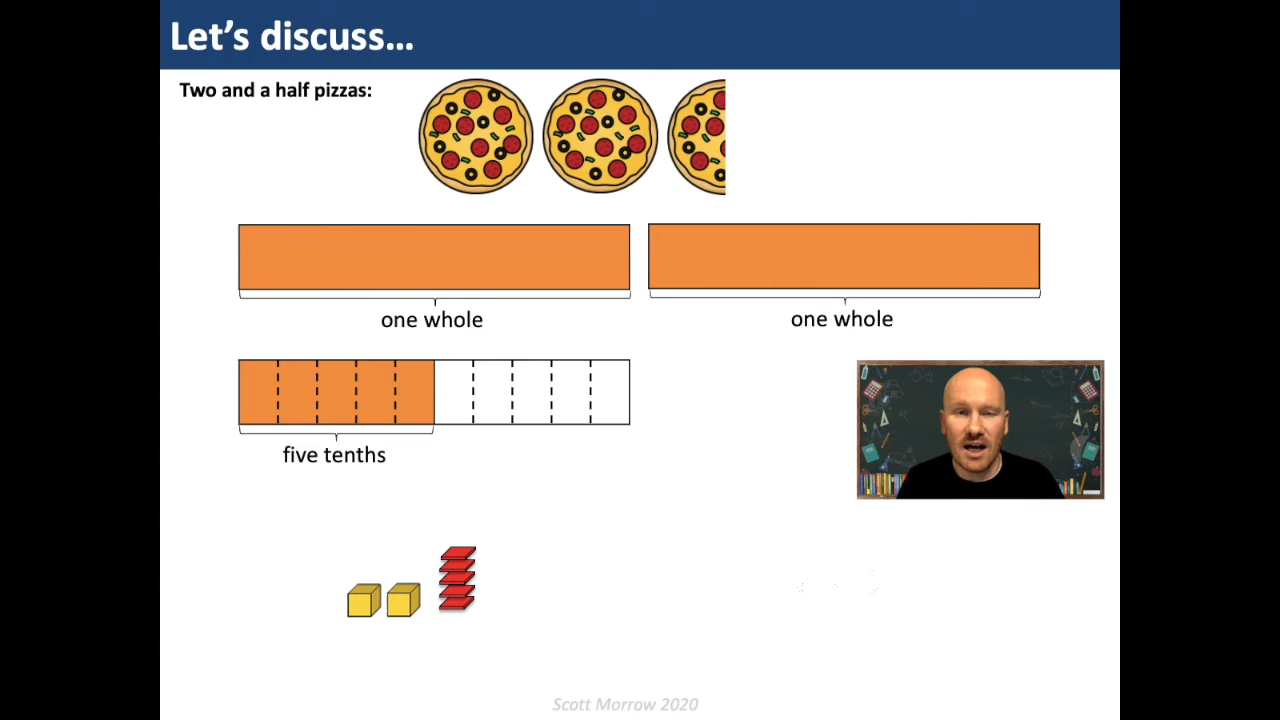 Let's discuss…
Two and a half pizzas:
one whole
one whole
five tenths
Scott Morrow 2020